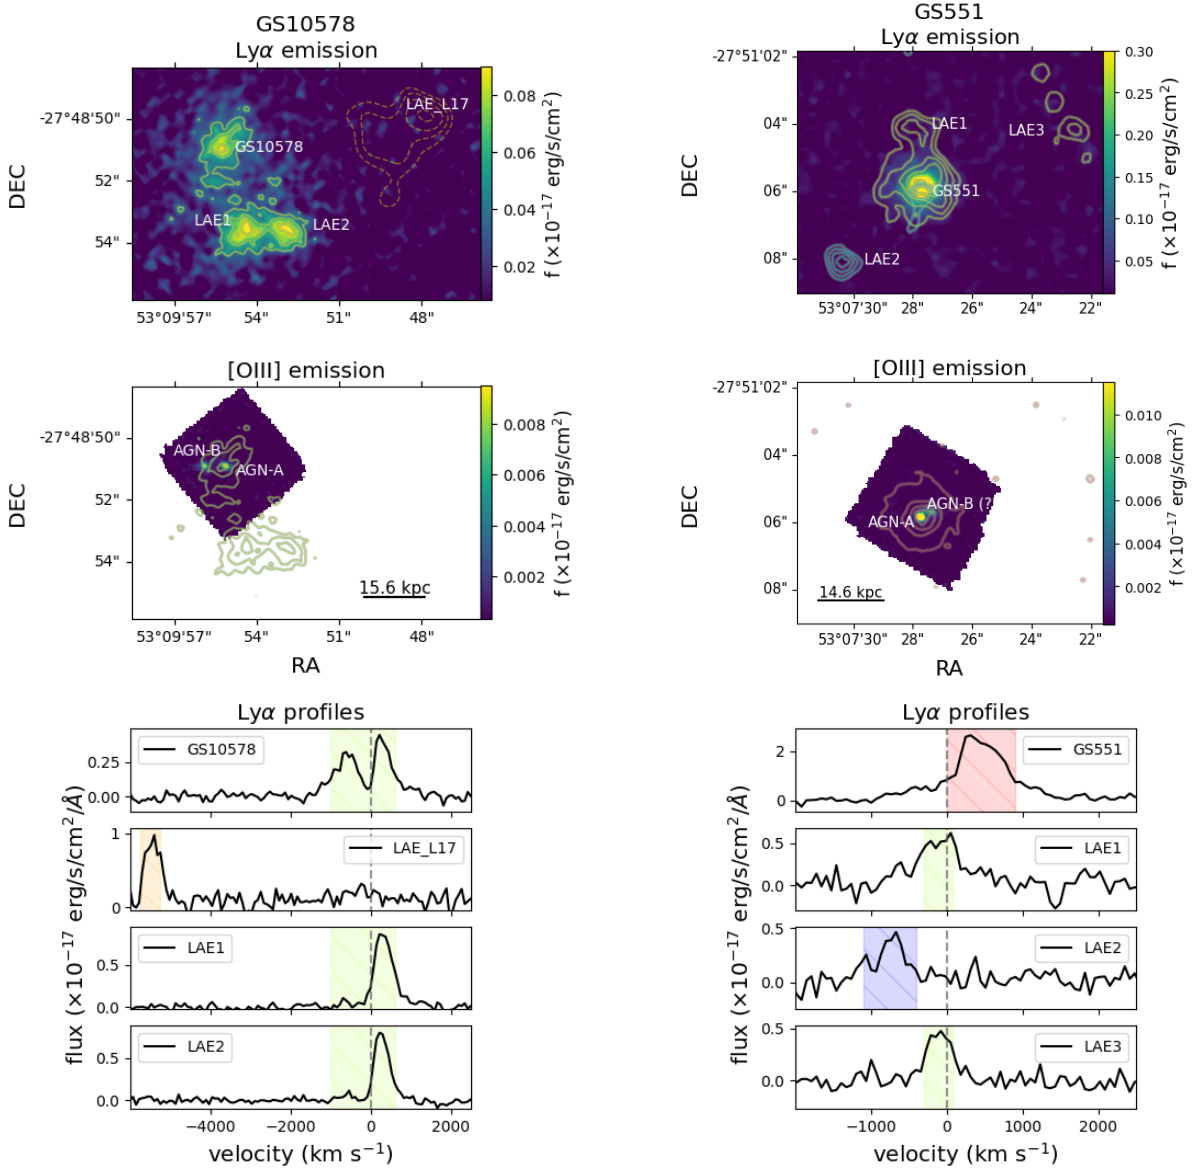 GS10578
Lyα emission
-27°48'50"
52"
54"
DEC
LAE_L17
GS10578
LAE1
LAE2
53°09'57"
54"
51"
48"
0.08
0.06
0.04
0.02
f (×10⁻¹⁷ erg/s/cm²)
GS551
Lyα emission
-27°51'02"
04"
06"
08"
DEC
LAE1
LAE3
GS551
LAE2
53°07'30"
28"
26"
24"
22"
0.30
0.25
0.20
0.15
0.10
0.05
f (×10⁻¹⁷ erg/s/cm²)
[OIII] emission
-27°48'50"
52"
54"
DEC
AGN-B
AGN-A
15.6 kpc
53°09'57"
54"
51"
48"
RA
0.008
0.006
0.004
0.002
f (×10⁻¹⁷ erg/s/cm²)
[OIII] emission
-27°51'02"
04"
06"
08"
DEC
AGN-B (?)
AGN-A
14.6 kpc
53°07'30"
28"
26"
24"
22"
RA
0.010
0.008
0.006
0.004
0.002
f (×10⁻¹⁷ erg/s/cm²)
Lyα profiles
GS10578
0.25
0.00
LAE_L17
1
0
LAE1
0.5
0.0
LAE2
0.5
0.0
flux (×10⁻¹⁷ erg/s/cm²/Å)
−4000
−2000
0
2000
velocity (km s⁻¹)
Lyα profiles
GS551
2
0
LAE1
0.5
0.0
LAE2
0.5
0.0
LAE3
0.5
0.0
flux (×10⁻¹⁷ erg/s/cm²/Å)
−1000
0
1000
2000
velocity (km s⁻¹)